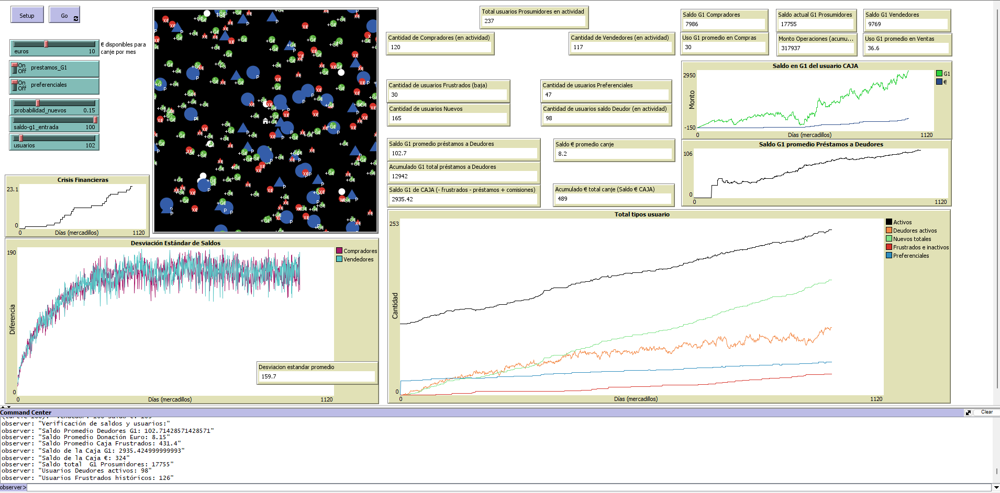 Setup
Go
euros 10
€ disponibles para
canje por mes
On
Off
prestamos_G1
On
Off
preferenciales
probabilidad_nuevos 0.15
saldo-g1_entrada 100
usuarios 102
Total usuarios Prosumidores en actividad
237
Cantidad de Compradores (en actividad)
120
Cantidad de Vendedores (en actividad)
117
Saldo G1 Compradores
7986
Saldo actual G1 Prosumidores
17755
Saldo G1 Vendedores
9769
Uso G1 promedio en Compras
30
Monto Operaciones (acumu...
317937
Uso G1 promedio en Ventas
36.6
Cantidad de usuarios Frustrados (baja)
30
Cantidad de usuarios Preferenciales
47
Cantidad de usuarios Nuevos
165
Cantidad de usuarios saldo Deudor (en actividad)
98
Saldo G1 promedio préstamos a Deudores
102.7
Saldo € promedio canje
8.2
Acumulado G1 total préstamos a Deudores
12942
Saldo G1 de CAJA (- frustrados - préstamos + comisiones)
2935.42
Acumulado € total canje (Saldo € CAJA)
489
Saldo en G1 del usuario CAJA
2950
Monto
-150
0
Días (mercadillos)
1120
G1
€
Saldo G1 promedio Préstamos a Deudores
106
0
0
1120
Crisis Financieras
23.1
0
0
Días (mercadillos)
1120
Desviación Estándar de Saldos
190
Diferencia
0
0
Días (mercadillos)
1120
Compradores
Vendedores
Desviacion estandar promedio
159.7
Total tipos usuario
253
Cantidad
0
0
Días (mercadillos)
1120
Activos
Deudores activos
Nuevos totales
Frustrados e inactivos
Preferenciales
Command Center
Clear
observer: "Verificación de saldos y usuarios:"
observer: "Saldo Promedio Deudores G1: 102.71428571428571"
observer: "Saldo Promedio Donación Euro: 8.15"
observer: "Saldo Promedio Caja Frustrados: 431.4"
observer: "Saldo de la Caja G1: 2935.424999999993"
observer: "Saldo de la Caja €: 324"
observer: "Saldo total  G1 Prosumidores: 17755"
observer: "Usuarios Deudores activos: 98"
observer: "Usuarios Frustrados históricos: 126"
observer>